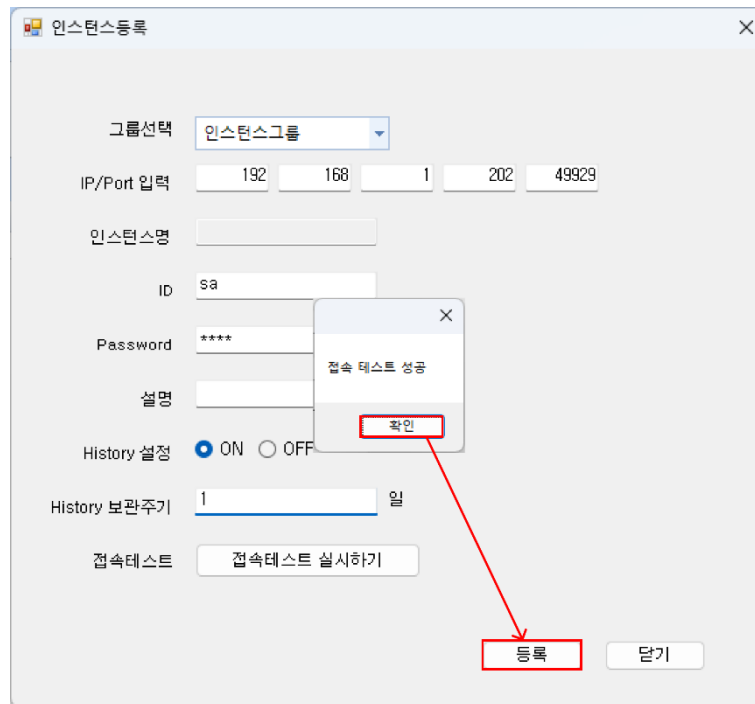 인스턴스등록
그룹선택 인스턴스그룹
IP/Port 입력 192 168 1 202 49929
인스턴스명
ID sa
Password ****
접속 테스트 성공
설명
확인
History 설정 ON OFF
History 보관주기 1 일
접속테스트 접속테스트 실시하기
등록 닫기